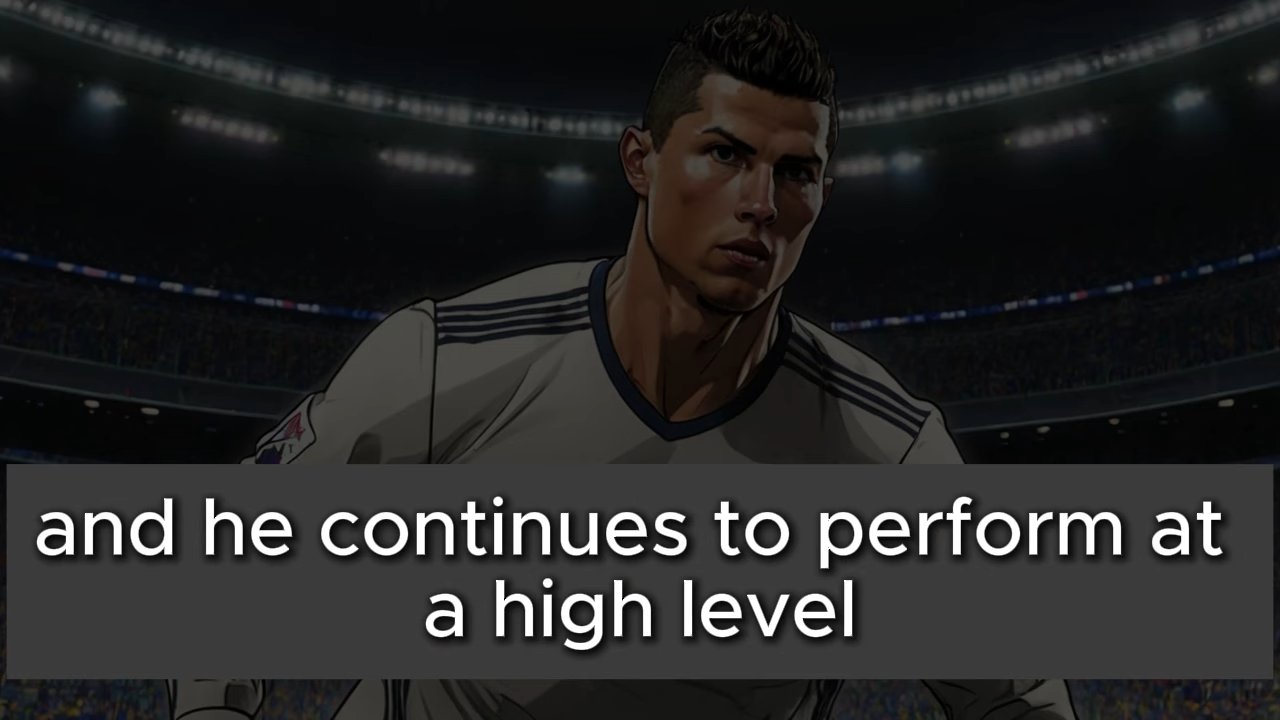 and he continues to perform at
a high level